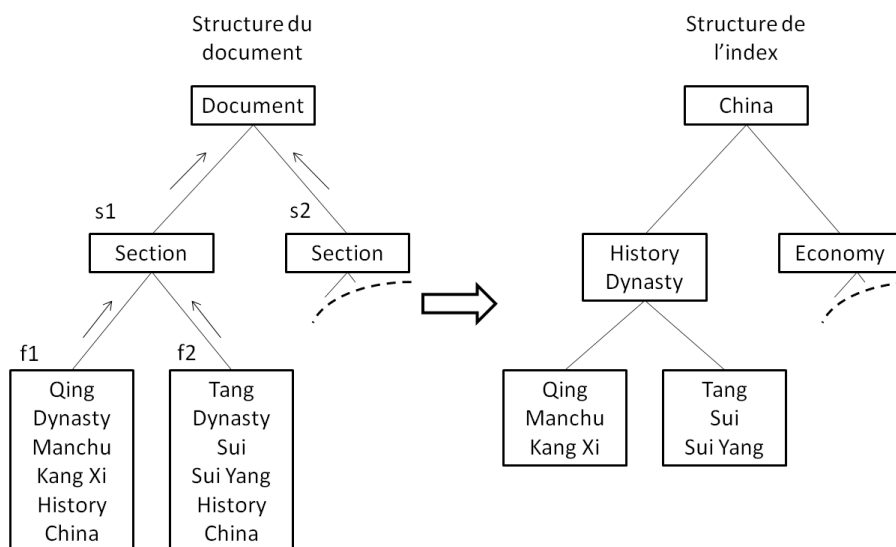 Structure du
document
Structure de
l'index
Document
China
s1
s2
Section
Section
History
Dynasty
Economy
f1
f2
Qing
Dynasty
Manchu
Kang Xi
History
China
Tang
Dynasty
Sui
Sui Yang
History
China
Qing
Manchu
Kang Xi
Tang
Sui
Sui Yang